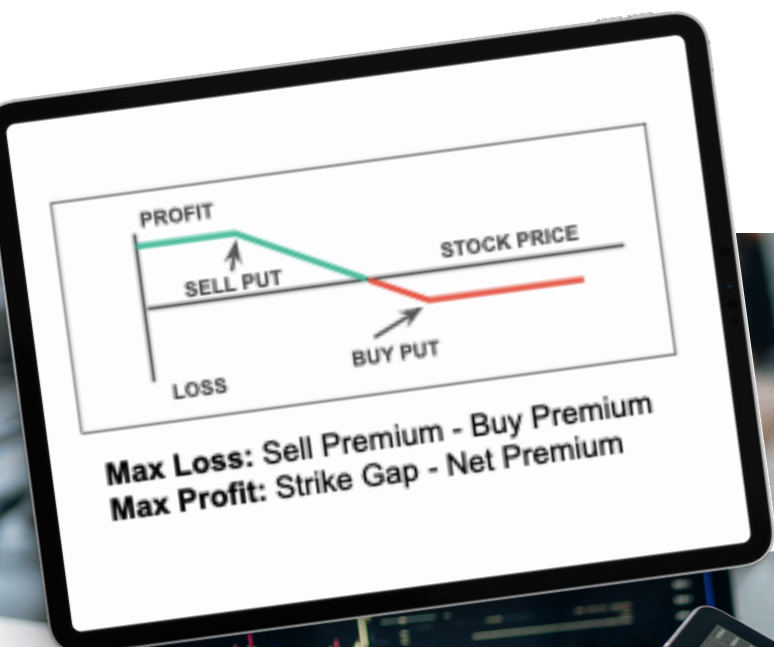 PROFIT
STOCK PRICE
SELL PUT
BUY PUT
LOSS
Max Loss: Sell Premium - Buy Premium
Max Profit: Strike Gap - Net Premium